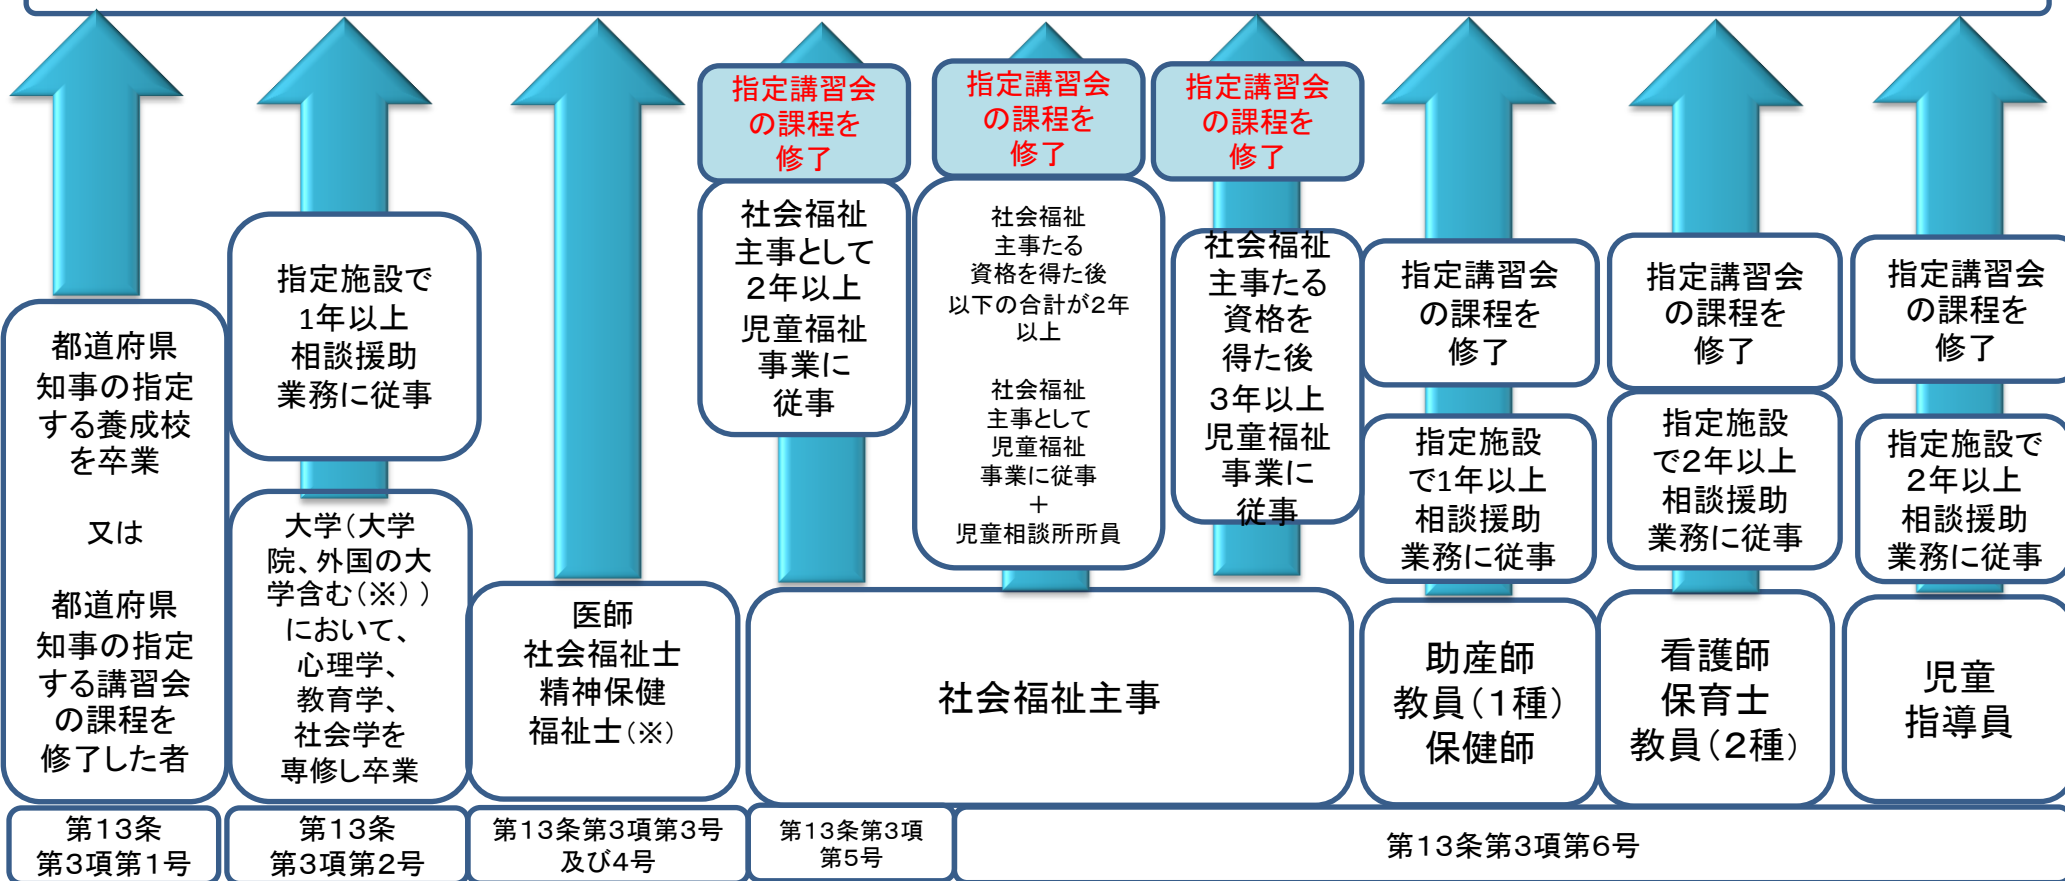 都道府県
知事の指定
する養成校
を卒業
又は
都道府県
知事の指定
する講習会
の課程を
修了した者
第13条
第3項第1号
指定施設で
1年以上
相談援助
業務に従事
大学（大学
院、外国の大
学含む（※））
において、
心理学、
教育学、
社会学を
専修し卒業
第13条
第3項第2号
医師
社会福祉士
精神保健
福祉士（※）
第13条第3項第3号
及び4号
指定講習会
の課程を
修了
社会福祉
主事として
2年以上
児童福祉
事業に
従事
指定講習会
の課程を
修了
社会福祉
主事たる
資格を得た後
以下の合計が2年
以上
社会福祉
主事として
児童福祉
事業に従事
＋
児童相談所所員
指定講習会
の課程を
修了
社会福祉
主事たる
資格を
得た後
3年以上
児童福祉
事業に
従事
社会福祉主事
第13条第3項
第5号
指定講習会
の課程を
修了
指定施設
で1年以上
相談援助
業務に従事
助産師
教員（1種）
保健師
指定講習会
の課程を
修了
指定施設
で2年以上
相談援助
業務に従事
看護師
保育士
教員（2種）
指定講習会
の課程を
修了
指定施設で
2年以上
相談援助
業務に従事
児童
指導員
第13条第3項第6号